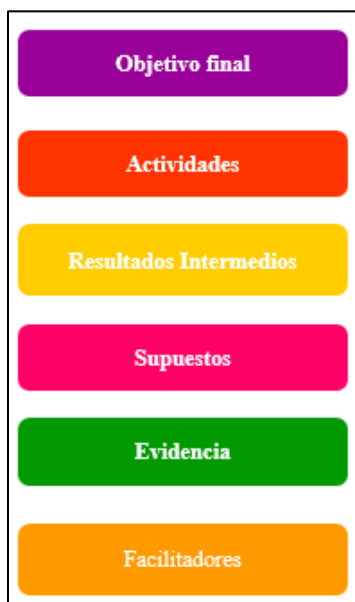 Objetivo final
Actividades
Resultados Intermedios
Supuestos
Evidencia
Facilitadores